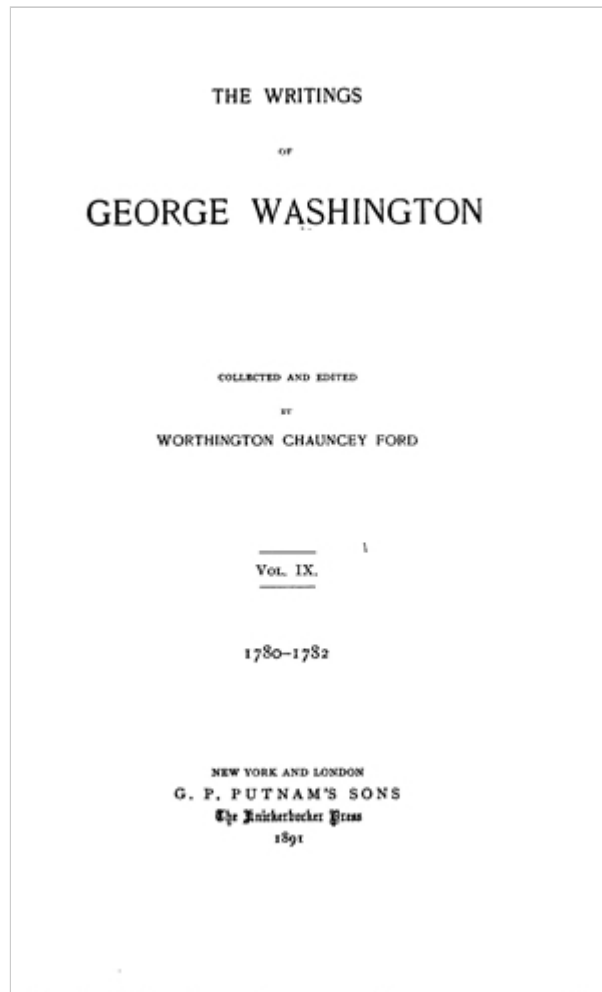 THE WRITINGS
OF
GEORGE WASHINGTON
COLLECTED AND EDITED
BY
WORTHINGTON CHAUNCEY FORD
VOL. IX.
1780–1782
NEW YORK AND LONDON
G. P. PUTNAM'S SONS
The Knickerbocker Press
1891